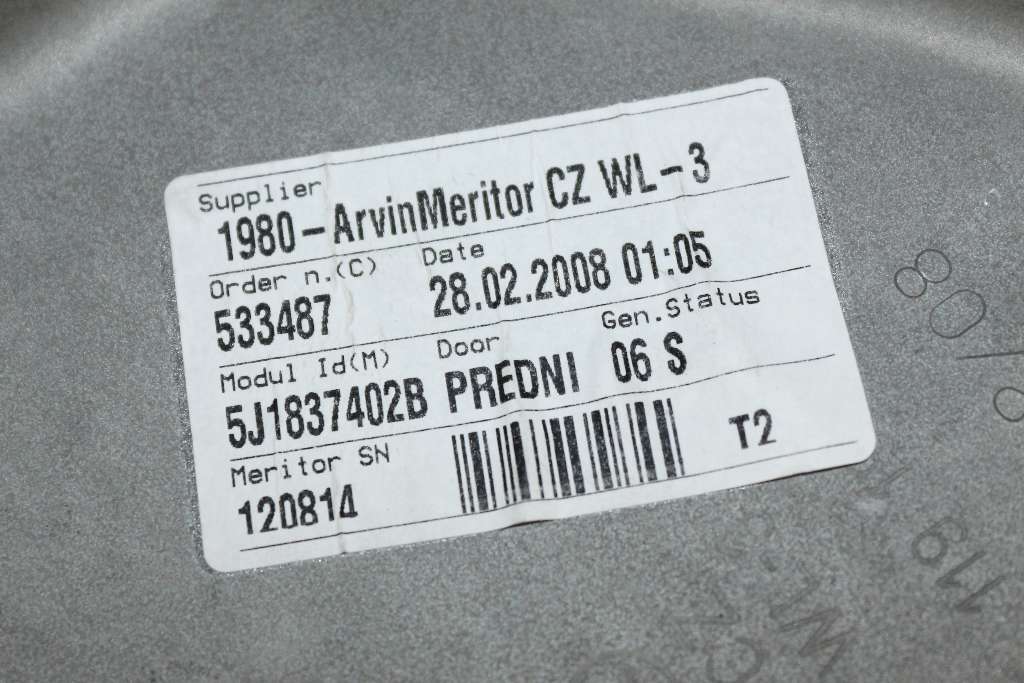 Supplier
1980-ArvinMeritor CZ WL-3
Order n.(C) Date
533487 28.02.2008 01:05
Modul Id(M) Door Gen.Status
5J1837402B PREDNI 06 S
Meritor SN
120814 T2